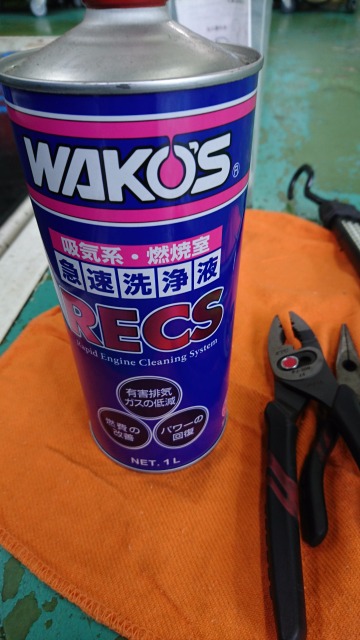 WAKO'S®
吸気系・燃焼室
急速洗浄液
RECS
Rapid Engine Cleaning System
有害排気
ガスの低減
燃費の
改善
パワーの
回復
NET. 1L